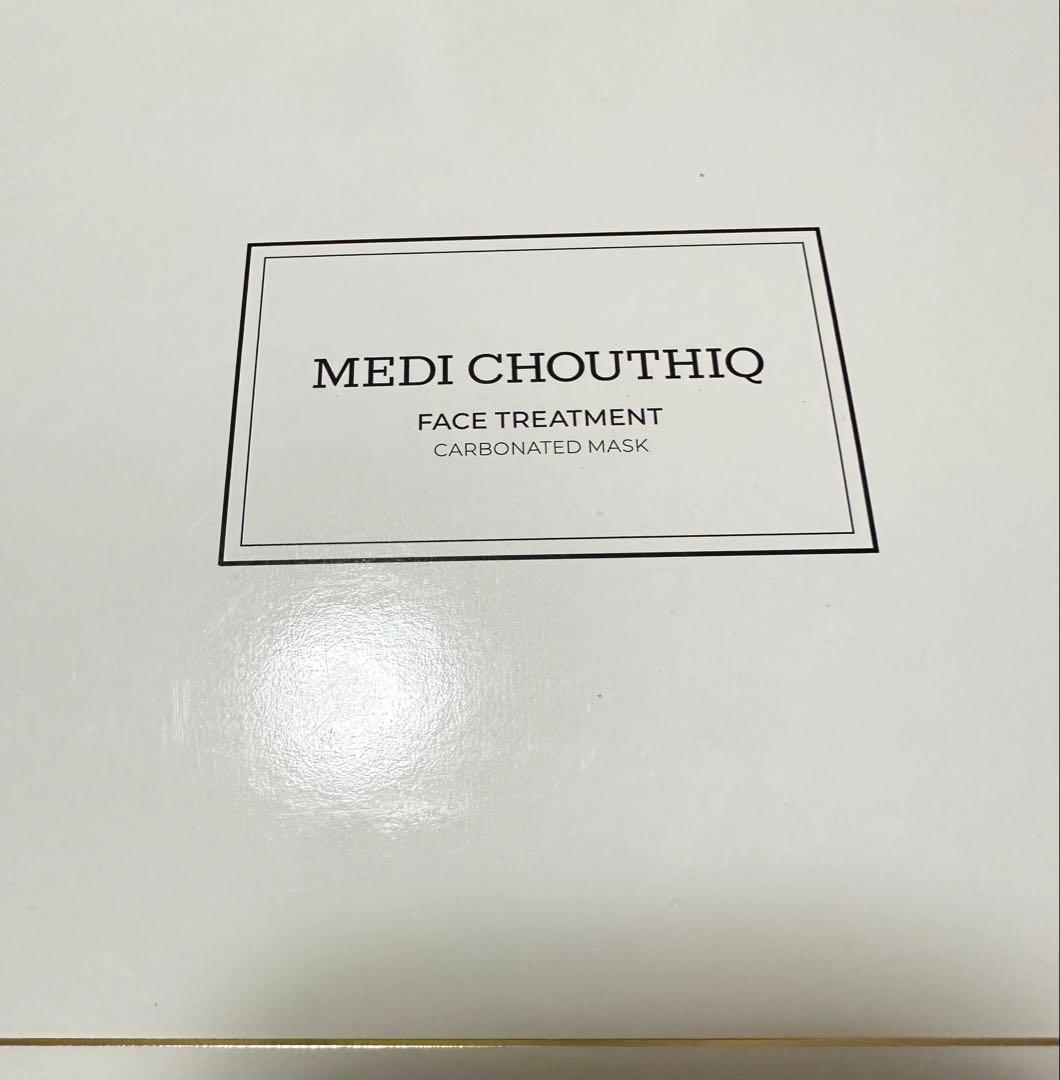 MEDI CHOUTHIQ
FACE TREATMENT
CARBONATED MASK